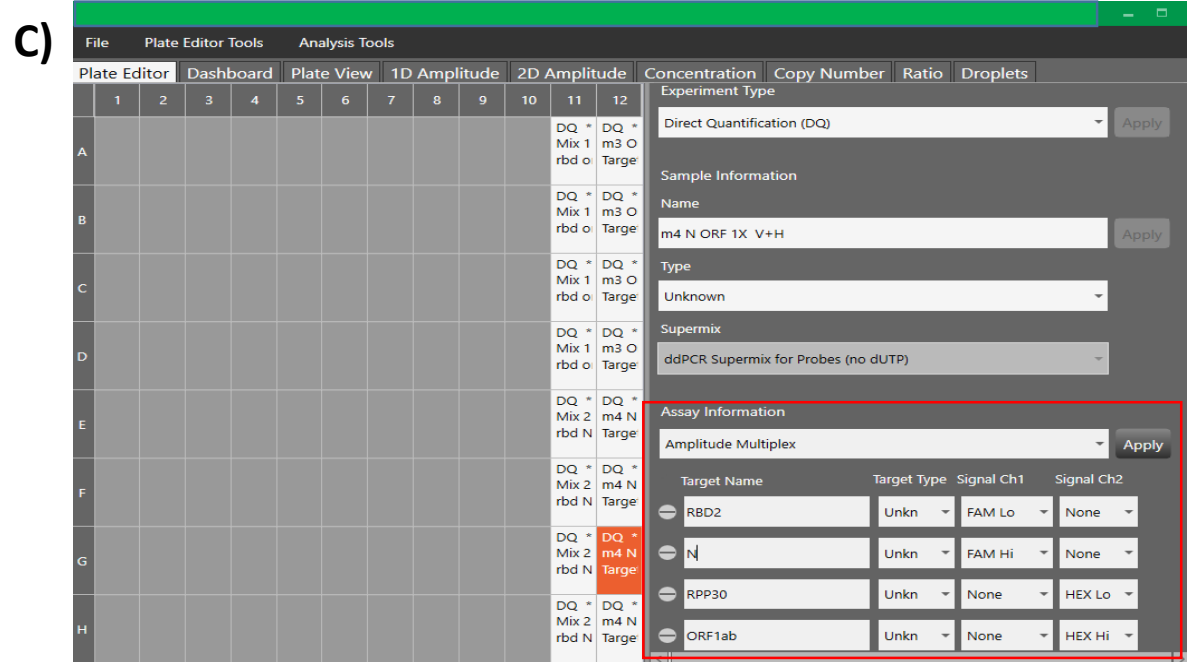 C)
File Plate Editor Tools Analysis Tools
Plate Editor Dashboard Plate View 1D Amplitude 2D Amplitude Concentration Copy Number Ratio Droplets
1 2 3 4 5 6 7 8 9 10 11 12
A
DQ * DQ *
Mix 1 m3 O
rbd o Targe
B
DQ * DQ *
Mix 1 m3 O
rbd o Targe
C
DQ * DQ *
Mix 1 m3 O
rbd o Targe
D
DQ * DQ *
Mix 1 m3 O
rbd o Targe
E
DQ * DQ *
Mix 2 m4 N
rbd N Targe
F
DQ * DQ *
Mix 2 m4 N
rbd N Targe
G
DQ * DQ *
Mix 2 m4 N
rbd N Targe
H
DQ * DQ *
Mix 2 m4 N
rbd N Targe
Experiment Type
Direct Quantification (DQ) Apply
Sample Information
Name
m4 N ORF 1X V+H Apply
Type
Unknown
Supermix
ddPCR Supermix for Probes (no dUTP)
Assay Information
Amplitude Multiplex Apply
Target Name Target Type Signal Ch1 Signal Ch2
RBD2 Unkn FAM Lo None
N Unkn FAM Hi None
RPP30 Unkn None HEX Lo
ORF1ab Unkn None HEX Hi